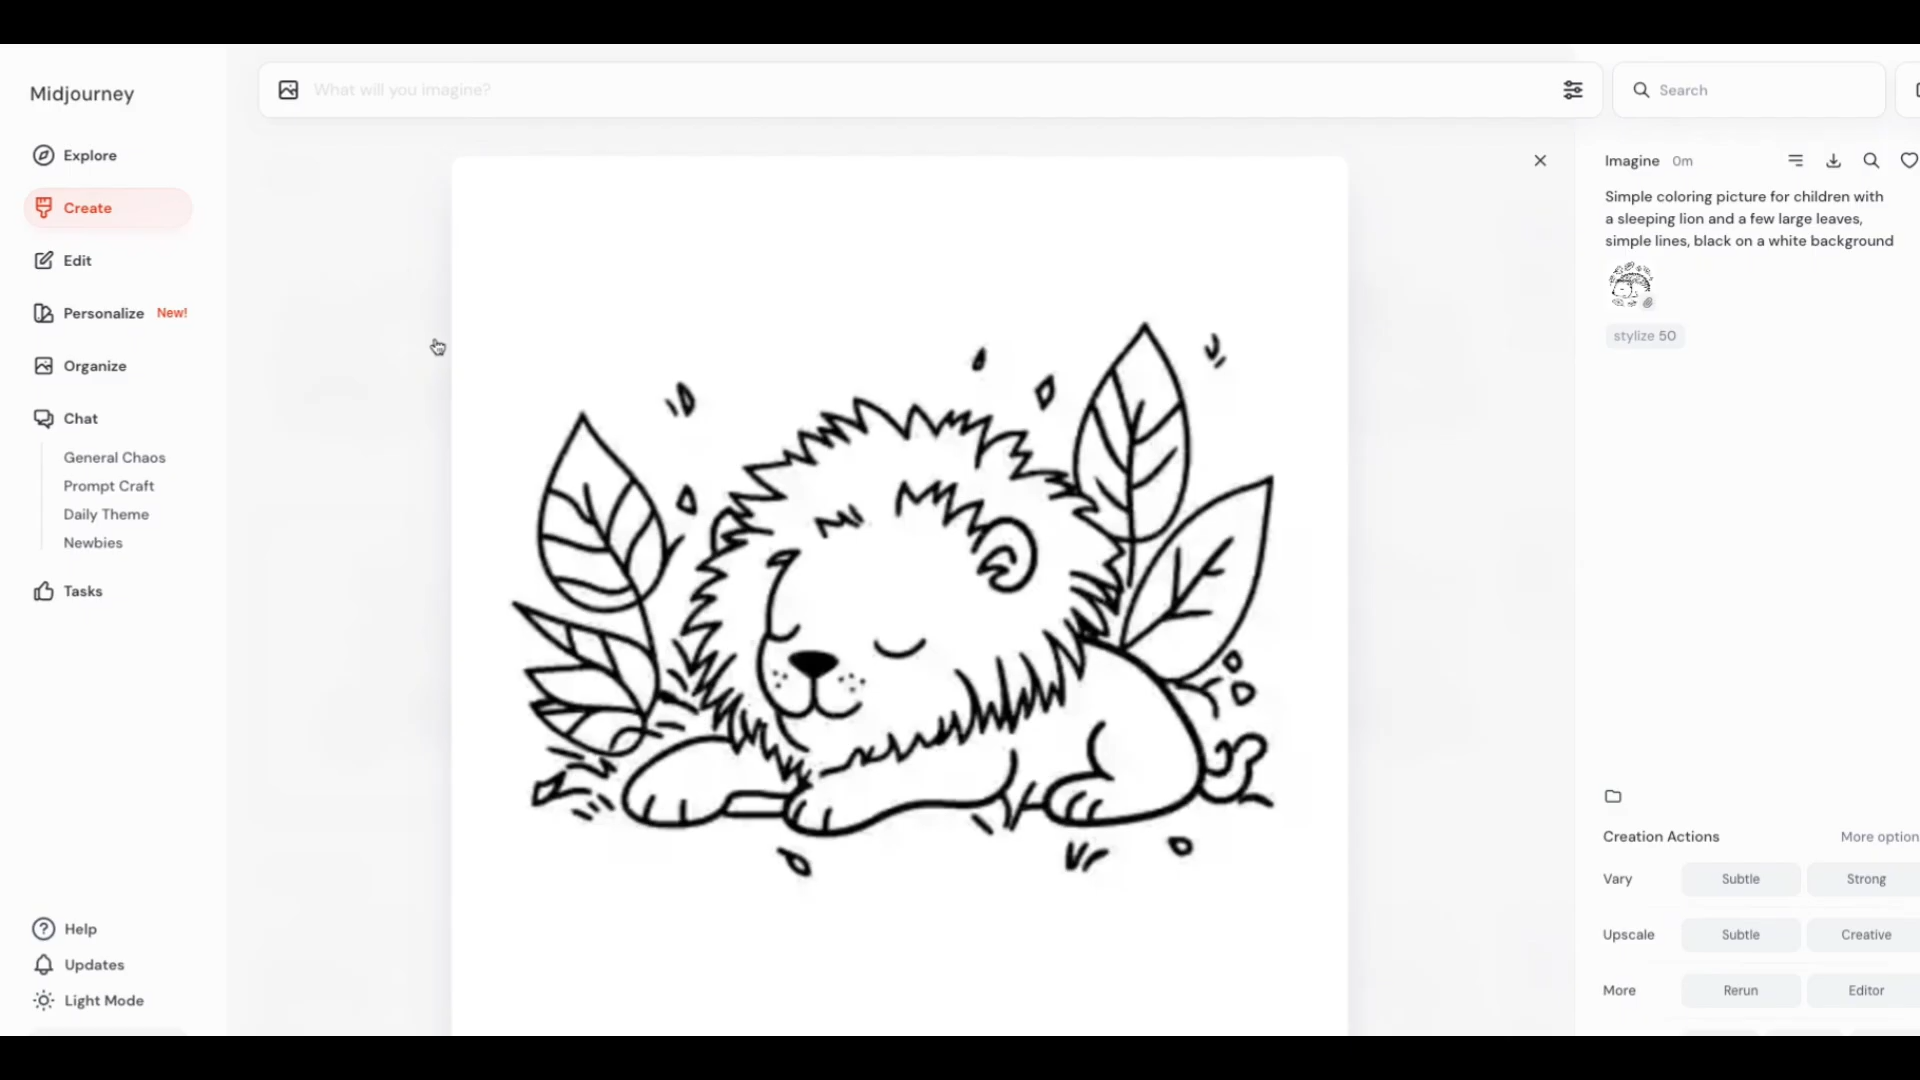 Midjourney
What will you imagine?
Search
Explore
Create
Edit
Personalize New!
Organize
Chat
General Chaos
Prompt Craft
Daily Theme
Newbies
Tasks
Help
Updates
Light Mode
Imagine 0m
Simple coloring picture for children with
a sleeping lion and a few large leaves,
simple lines, black on a white background
stylize 50
Creation Actions More option
Vary Subtle Strong
Upscale Subtle Creative
More Rerun Editor